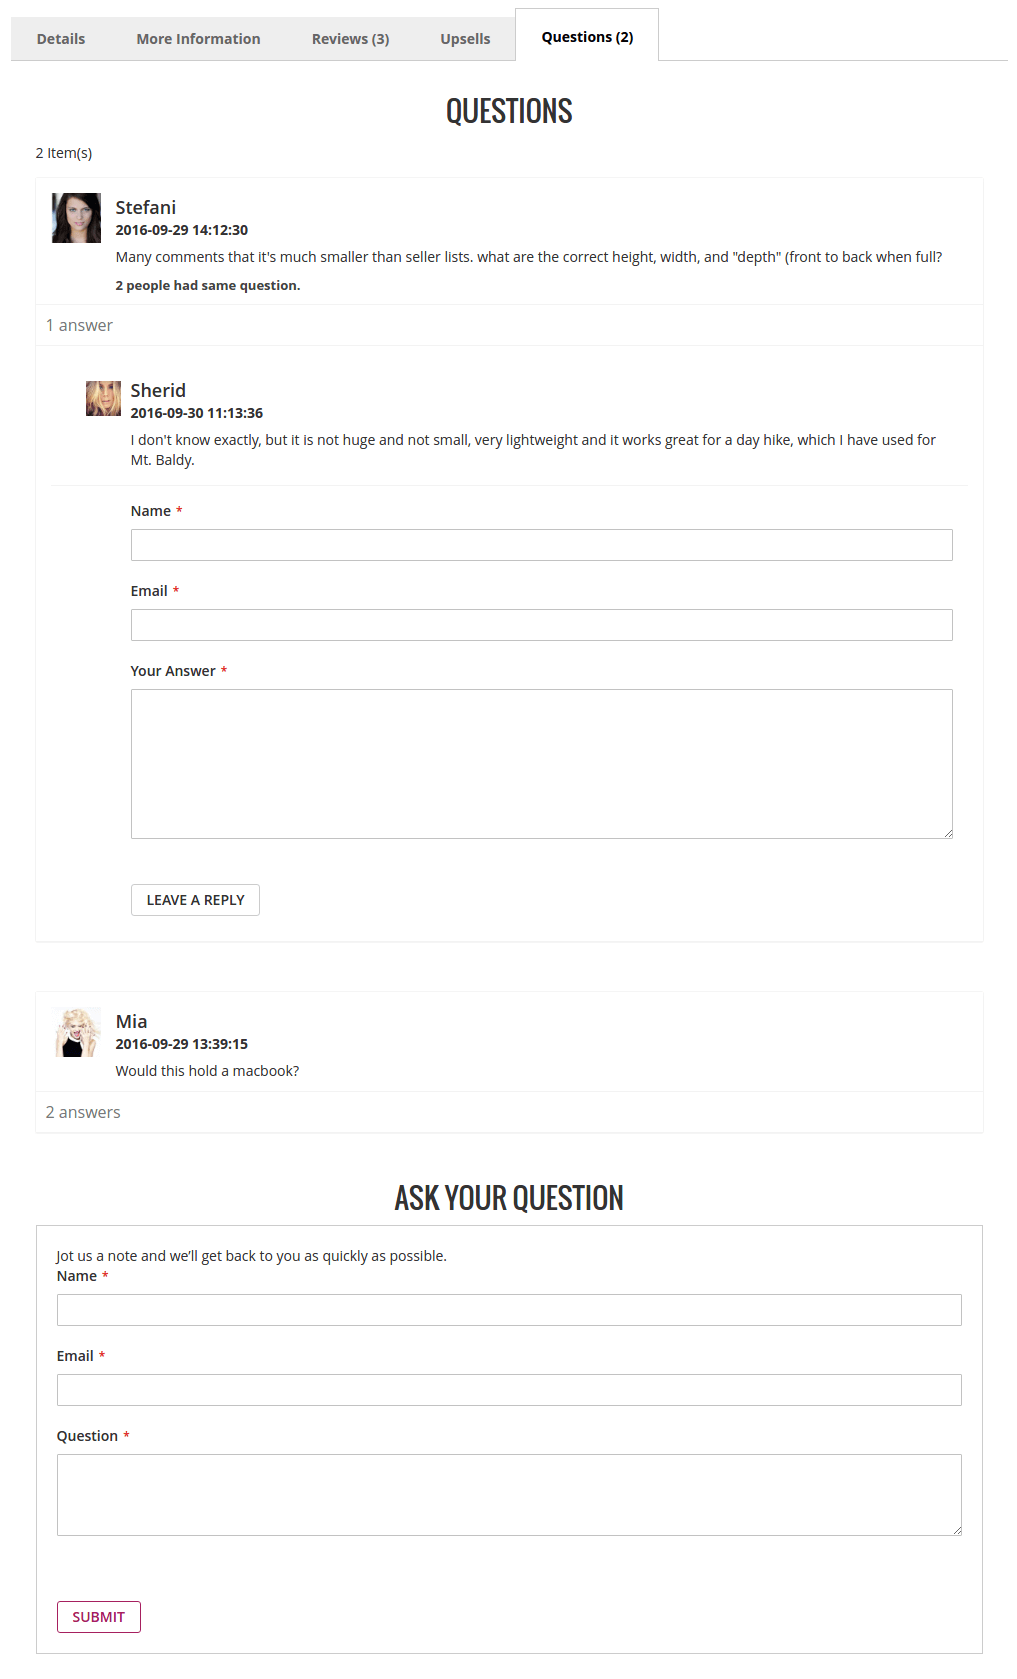 Details More Information Reviews (3) Upsells Questions (2)
QUESTIONS
2 Item(s)
Stefani
2016-09-29 14:12:30
Many comments that it's much smaller than seller lists. what are the correct height, width, and "depth" (front to back when full?
2 people had same question.
1 answer
Sherid
2016-09-30 11:13:36
I don't know exactly, but it is not huge and not small, very lightweight and it works great for a day hike, which I have used for
Mt. Baldy.
Name *
Email *
Your Answer *
LEAVE A REPLY
Mia
2016-09-29 13:39:15
Would this hold a macbook?
2 answers
ASK YOUR QUESTION
Jot us a note and we’ll get back to you as quickly as possible.
Name *
Email *
Question *
SUBMIT